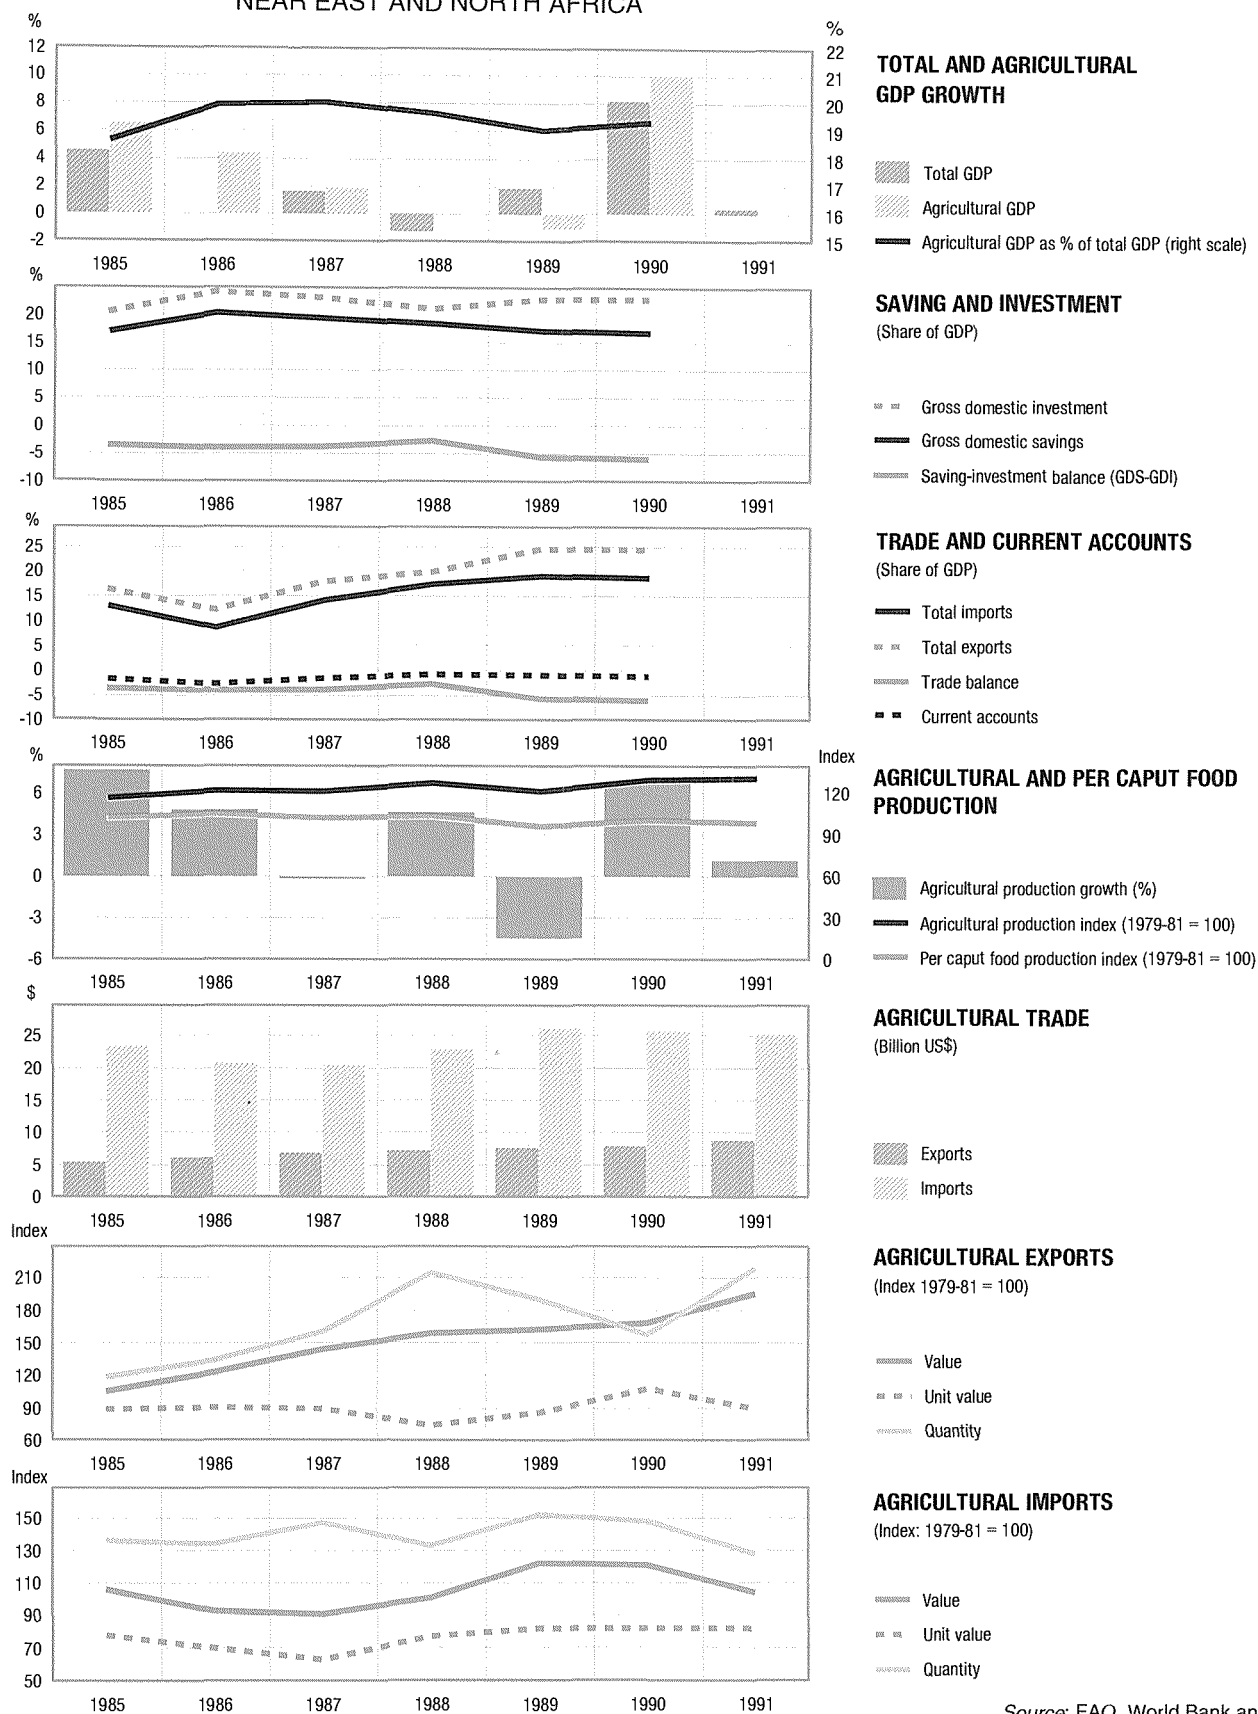 NEAR EAST AND NORTH AFRICA
% %
12 22
10 21
8 20
6 19
4 18
2 17
0 16
-2 15
1985 1986 1987 1988 1989 1990 1991
TOTAL AND AGRICULTURAL
GDP GROWTH
Total GDP
Agricultural GDP
Agricultural GDP as % of total GDP (right scale)
%
20
15
10
5
0
-5
-10
1985 1986 1987 1988 1989 1990 1991
SAVING AND INVESTMENT
(Share of GDP)
Gross domestic investment
Gross domestic savings
Saving-investment balance (GDS-GDI)
%
25
20
15
10
5
0
-5
-10
1985 1986 1987 1988 1989 1990 1991
TRADE AND CURRENT ACCOUNTS
(Share of GDP)
Total imports
Total exports
Trade balance
Current accounts
% Index
6 120
3 90
0 60
-3 30
-6 0
1985 1986 1987 1988 1989 1990 1991
AGRICULTURAL AND PER CAPUT FOOD
PRODUCTION
Agricultural production growth (%)
Agricultural production index (1979-81 = 100)
Per caput food production index (1979-81 = 100)
$
25
20
15
10
5
0
1985 1986 1987 1988 1989 1990 1991
AGRICULTURAL TRADE
(Billion US$)
Exports
Imports
Index
210
180
150
120
90
60
1985 1986 1987 1988 1989 1990 1991
AGRICULTURAL EXPORTS
(Index 1979-81 = 100)
Value
Unit value
Quantity
Index
150
130
110
90
70
50
1985 1986 1987 1988 1989 1990 1991
AGRICULTURAL IMPORTS
(Index: 1979-81 = 100)
Value
Unit value
Quantity
Source: FAO, World Bank an